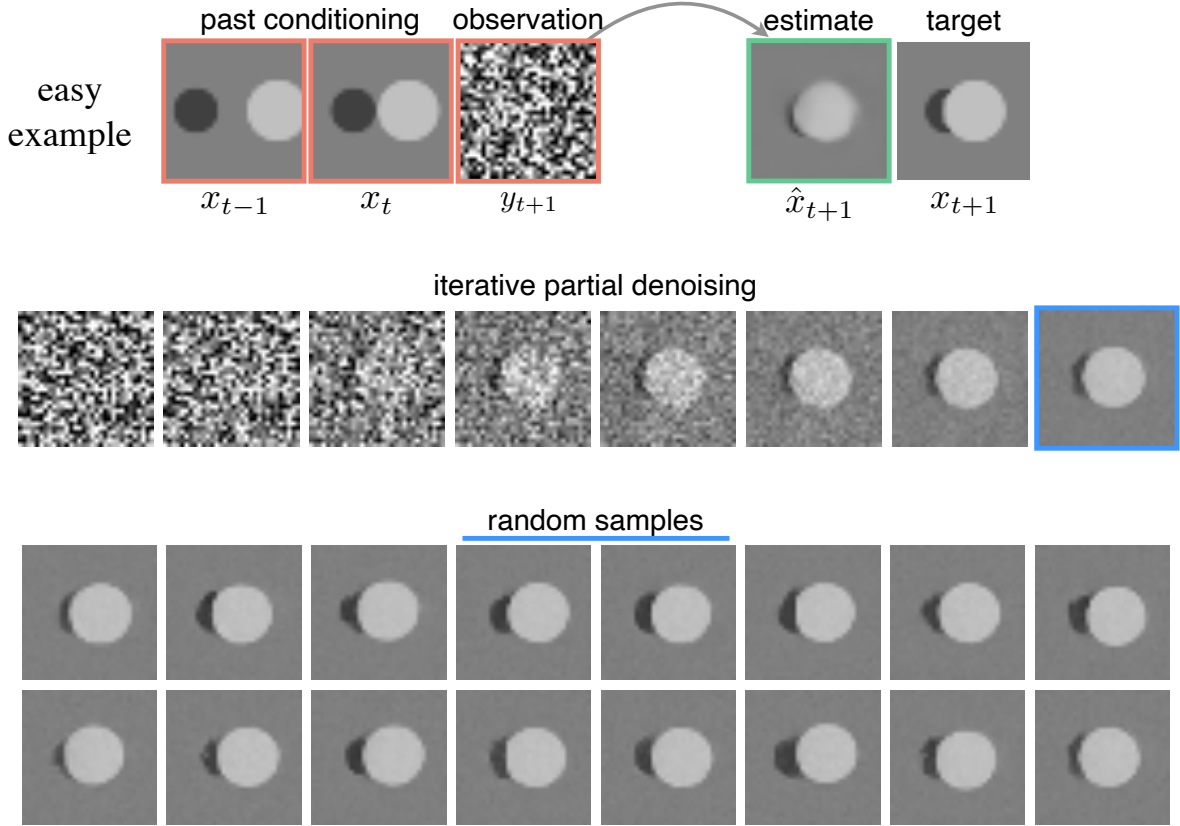 past conditioning observation estimate target
easy
example
x_{t−1} x_t y_{t+1} x̂_{t+1} x_{t+1}
iterative partial denoising
random samples